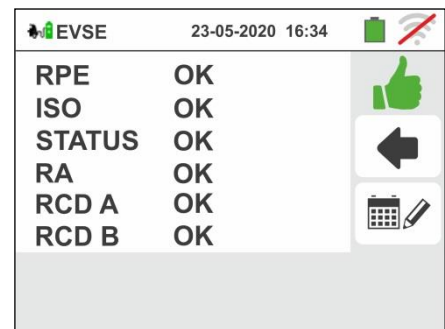 EVSE 23-05-2020 16:34
RPE OK
ISO OK
STATUS OK
RA OK
RCD A OK
RCD B OK